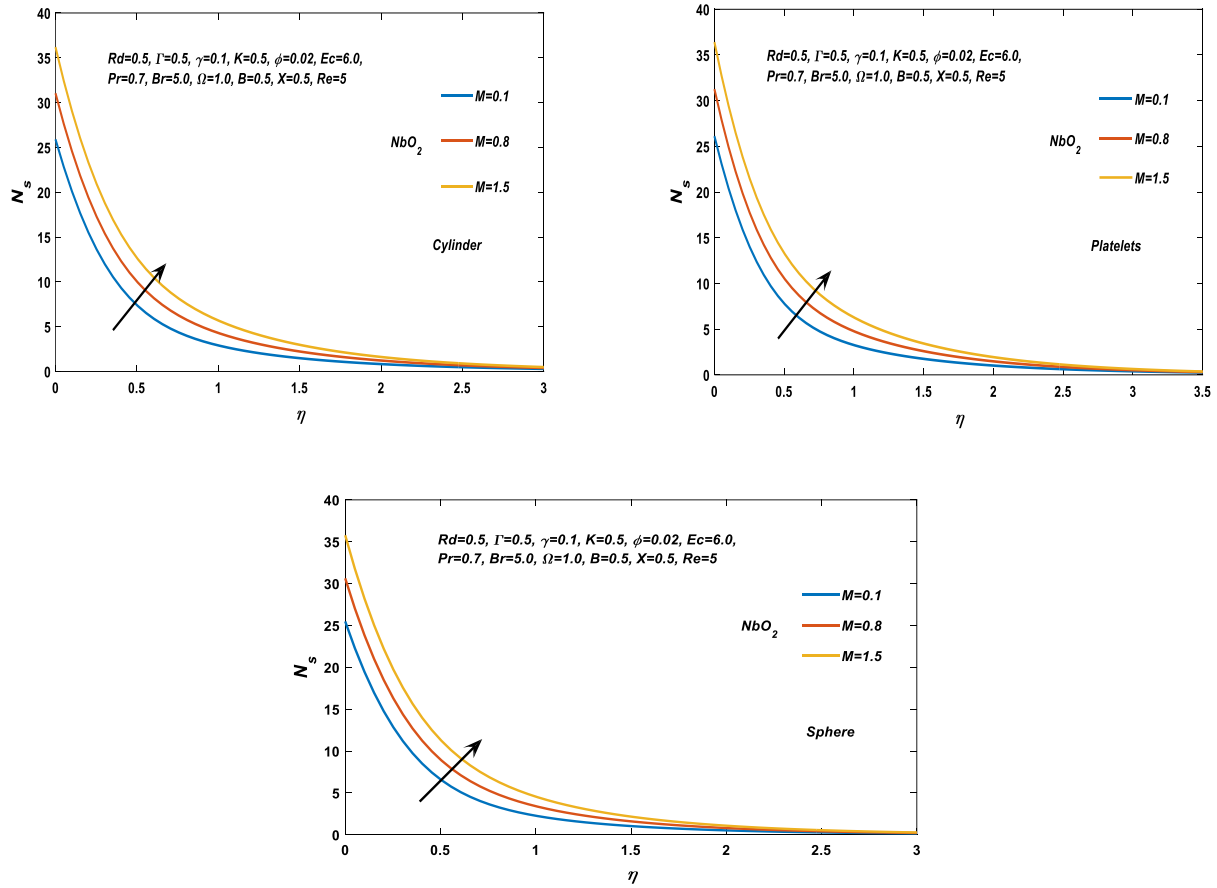 Rd=0.5, Γ=0.5, γ=0.1, K=0.5, ϕ=0.02, Ec=6.0,
Pr=0.7, Br=5.0, Ω=1.0, B=0.5, X=0.5, Re=5
M=0.1
NbO₂ M=0.8
M=1.5
Cylinder
N_s
40
35
30
25
20
15
10
5
0
0 0.5 1 1.5 2 2.5 3
η
Rd=0.5, Γ=0.5, γ=0.1, K=0.5, ϕ=0.02, Ec=6.0,
Pr=0.7, Br=5.0, Ω=1.0, B=0.5, X=0.5, Re=5
M=0.1
NbO₂ M=0.8
M=1.5
Platelets
N_s
40
35
30
25
20
15
10
5
0
0 0.5 1 1.5 2 2.5 3 3.5
η
Rd=0.5, Γ=0.5, γ=0.1, K=0.5, ϕ=0.02, Ec=6.0,
Pr=0.7, Br=5.0, Ω=1.0, B=0.5, X=0.5, Re=5
M=0.1
NbO₂ M=0.8
M=1.5
Sphere
N_s
40
35
30
25
20
15
10
5
0
0 0.5 1 1.5 2 2.5 3
η